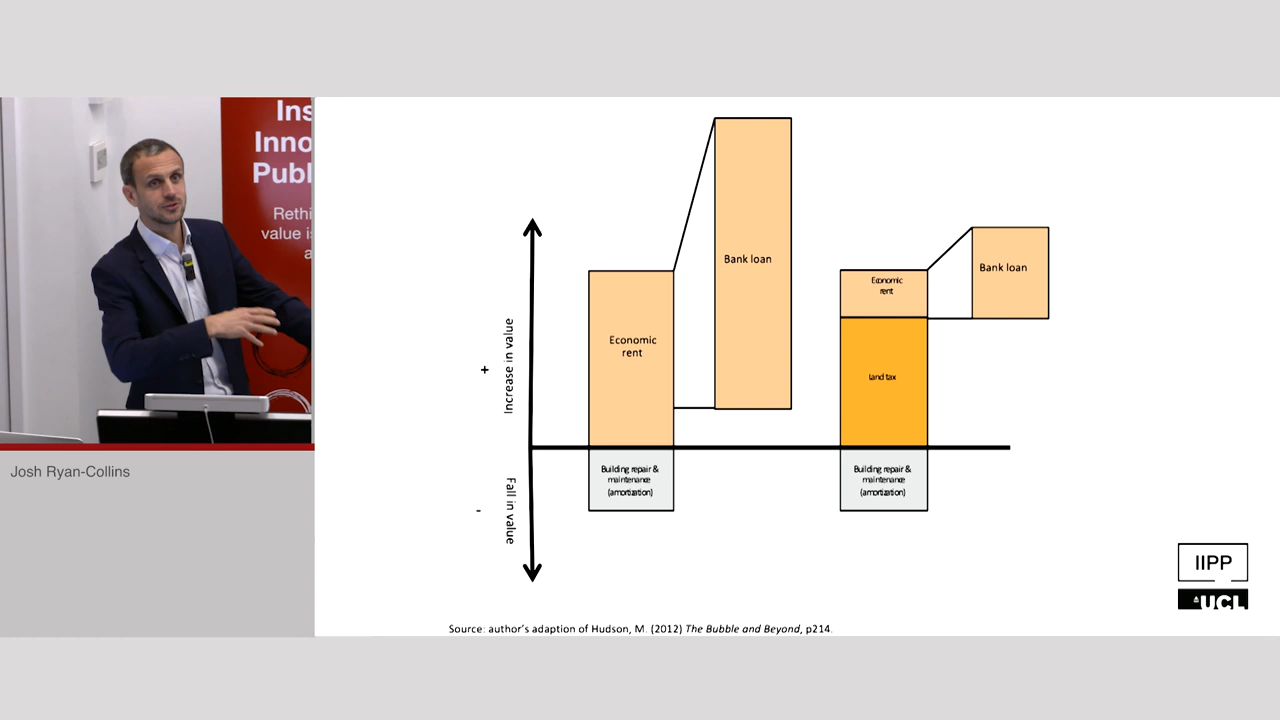 Ins
Inno
Publ
Rethi
value is
a
Josh Ryan-Collins
Bank loan
Economic
rent
Bank loan
Economic
rent
land tax
+
Increase in value
Building repair &
maintenance
(amortization)
Building repair &
maintenance
(amortization)
-
Fall in value
IIPP
UCL
Source: author's adaption of Hudson, M. (2012) The Bubble and Beyond, p214.